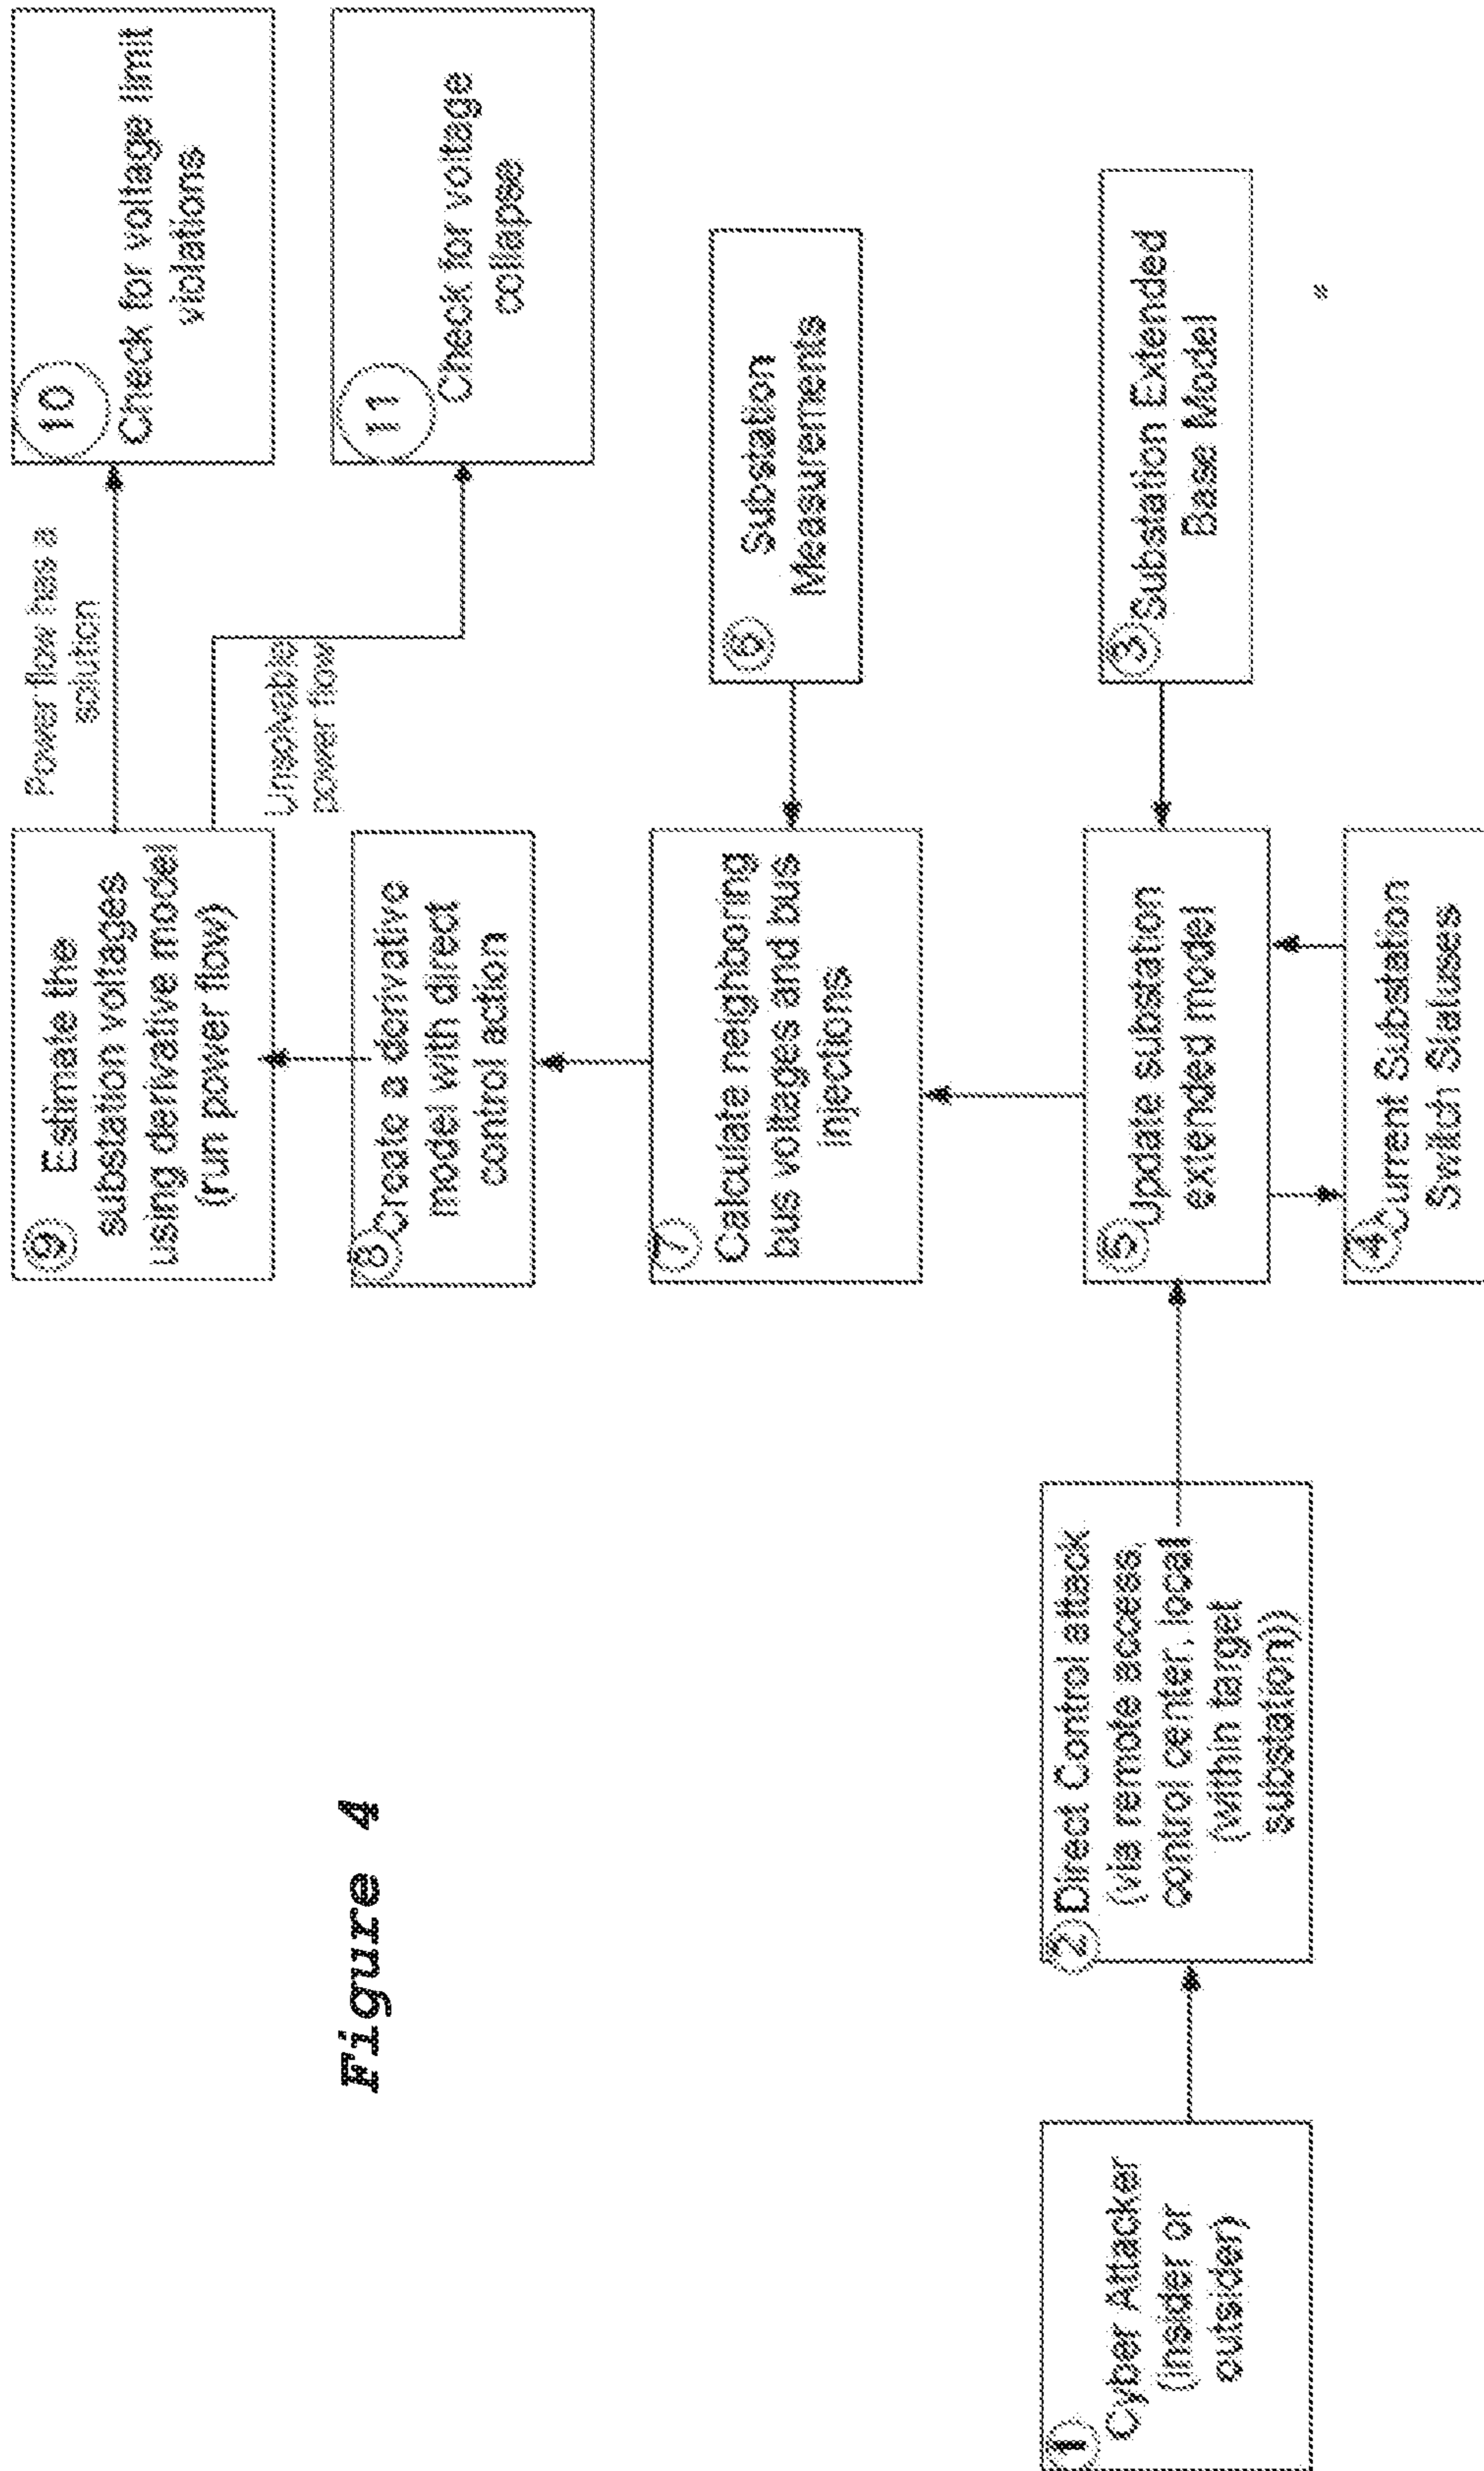 Figure 4
1
Cyber Attacker
(insider or
outsider)
2
Direct Control attack
(via remote access,
control center, local
(within target
substation))
3
Substation Extended
Base Model
4
Current Substation
Switch Statuses
5
Update substation
extended model
6
Substation
Measurements
7
Calculate neighboring
bus voltages and bus
injections
8
Create a derivative
model with direct
control action
9
Estimate the
substation voltages
using derivative model
(run power flow)
Power flow has a
solution
Unsolvable
power flow
10
Check for voltage limit
violations
11
Check for voltage
collapse